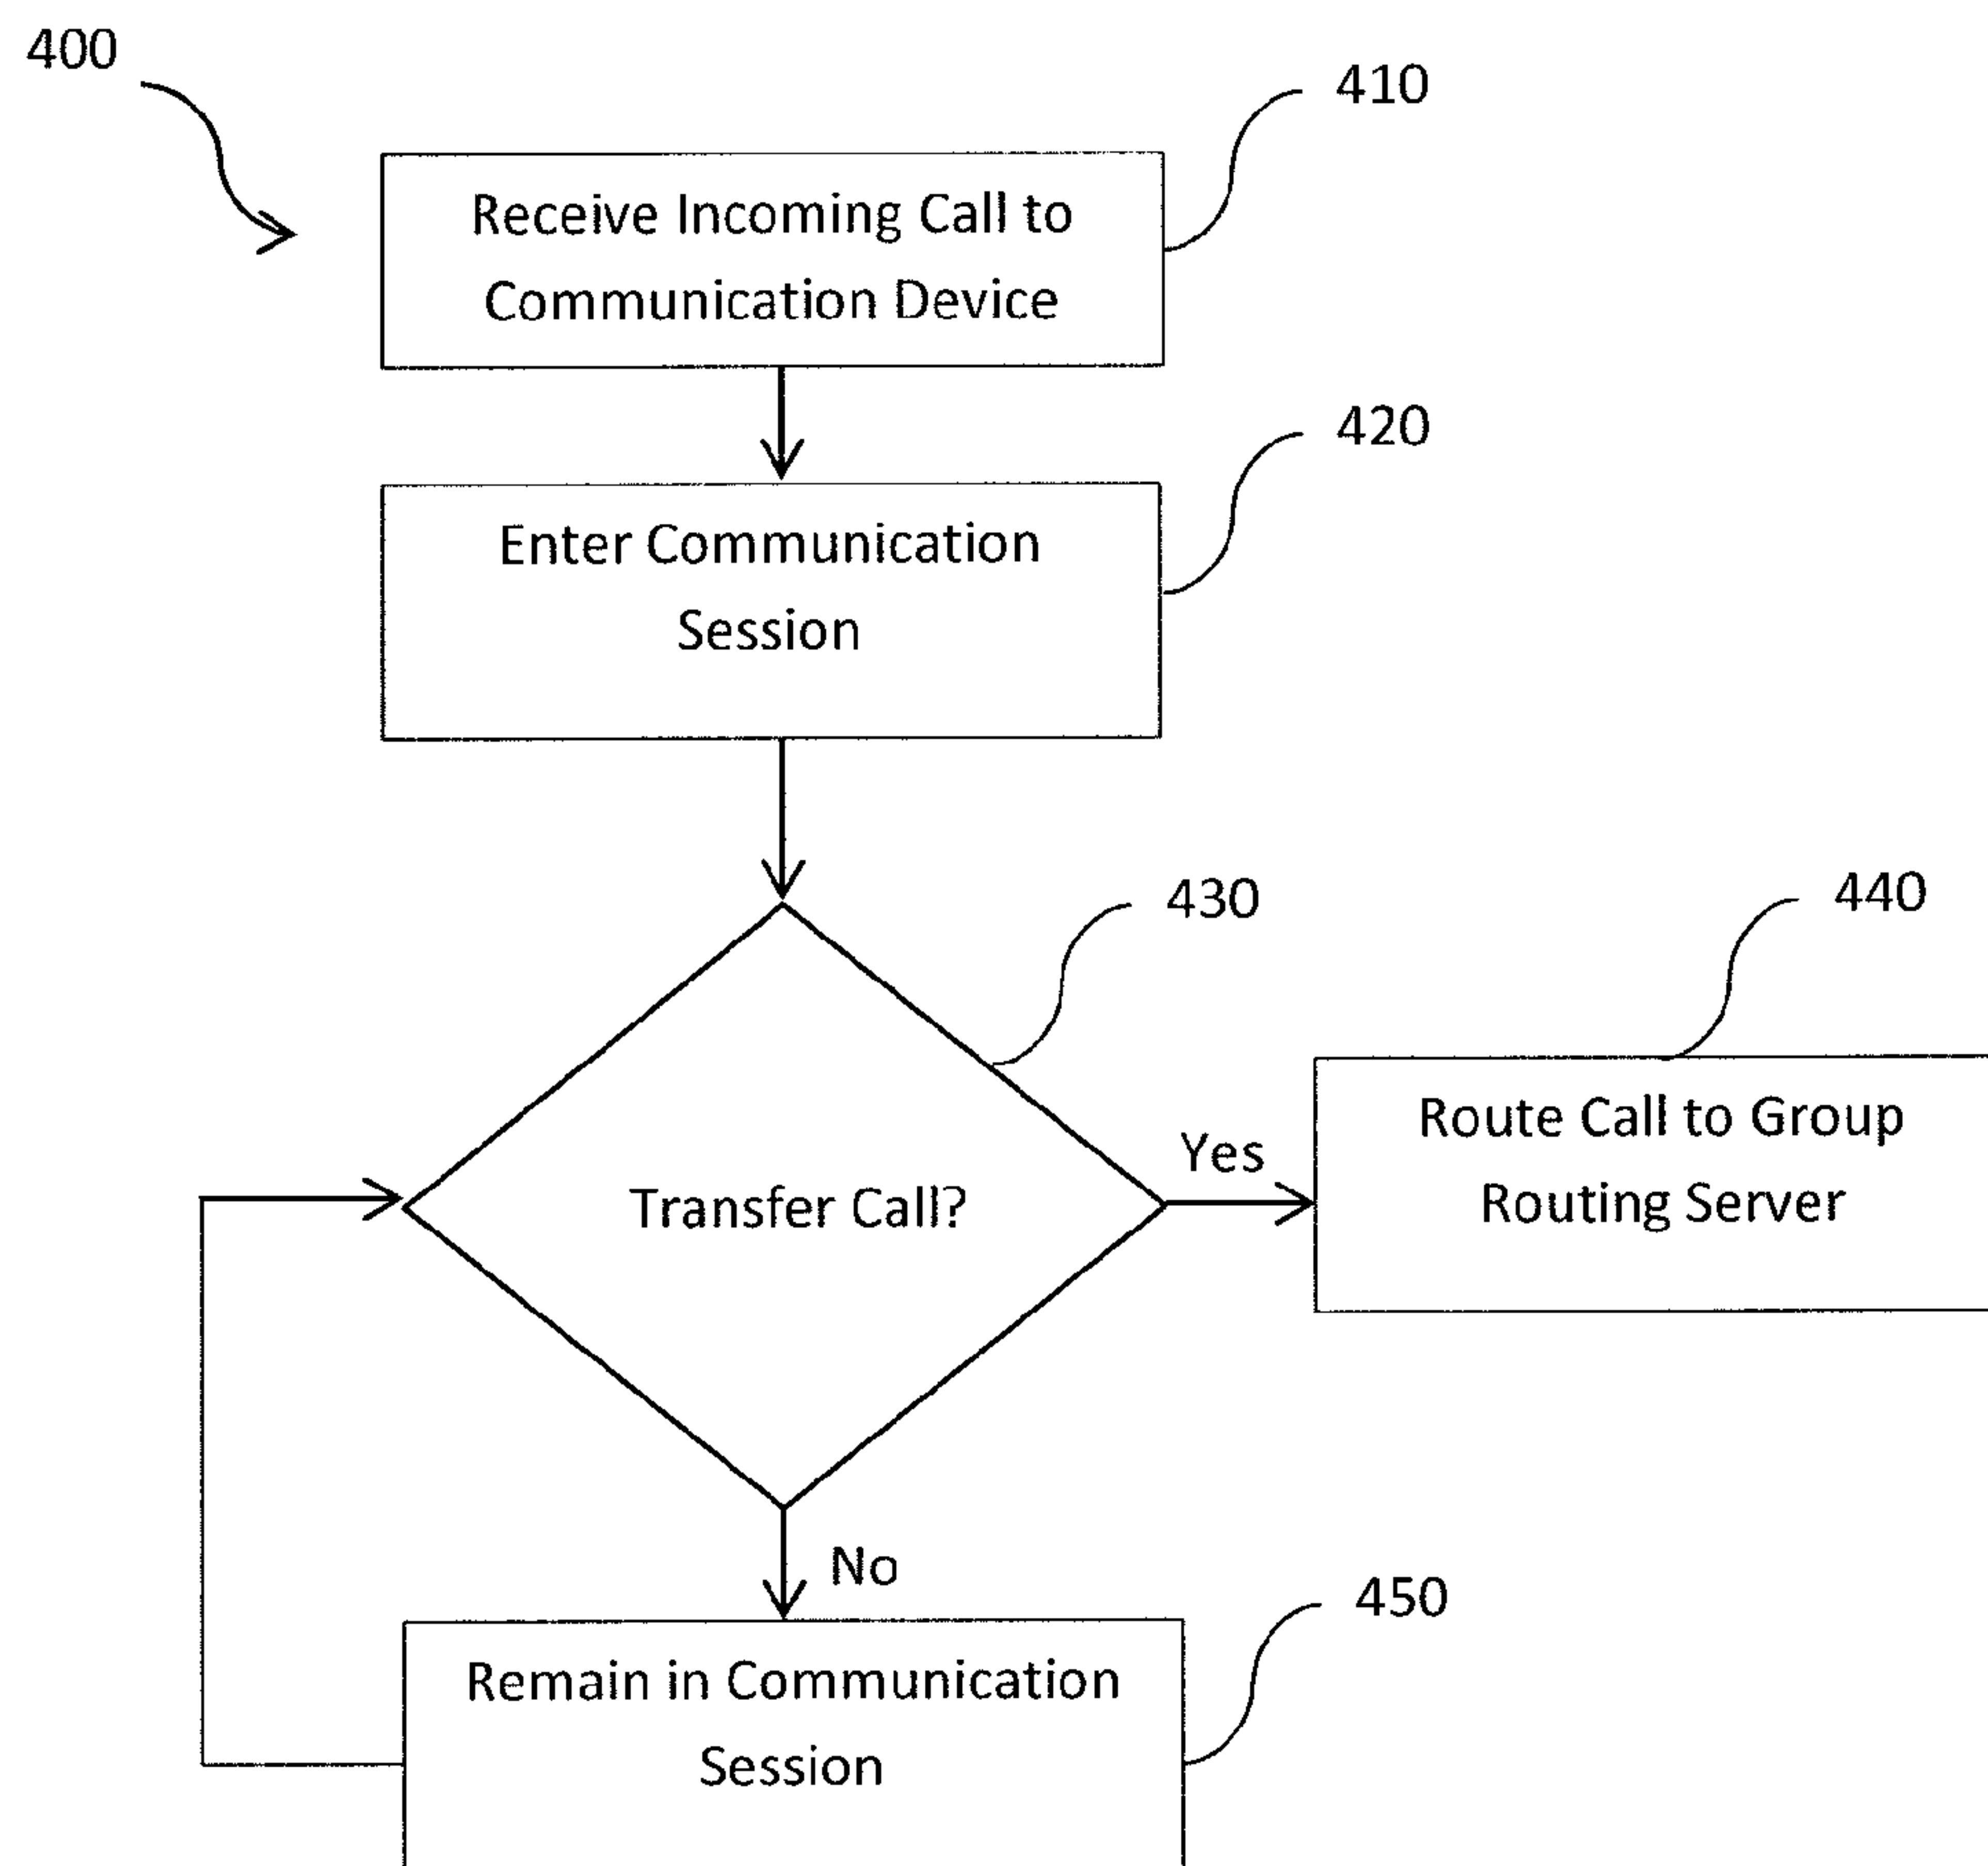 400
410
Receive Incoming Call to
Communication Device
420
Enter Communication
Session
430
440
Transfer Call?
Yes
Route Call to Group
Routing Server
No
450
Remain in Communication
Session